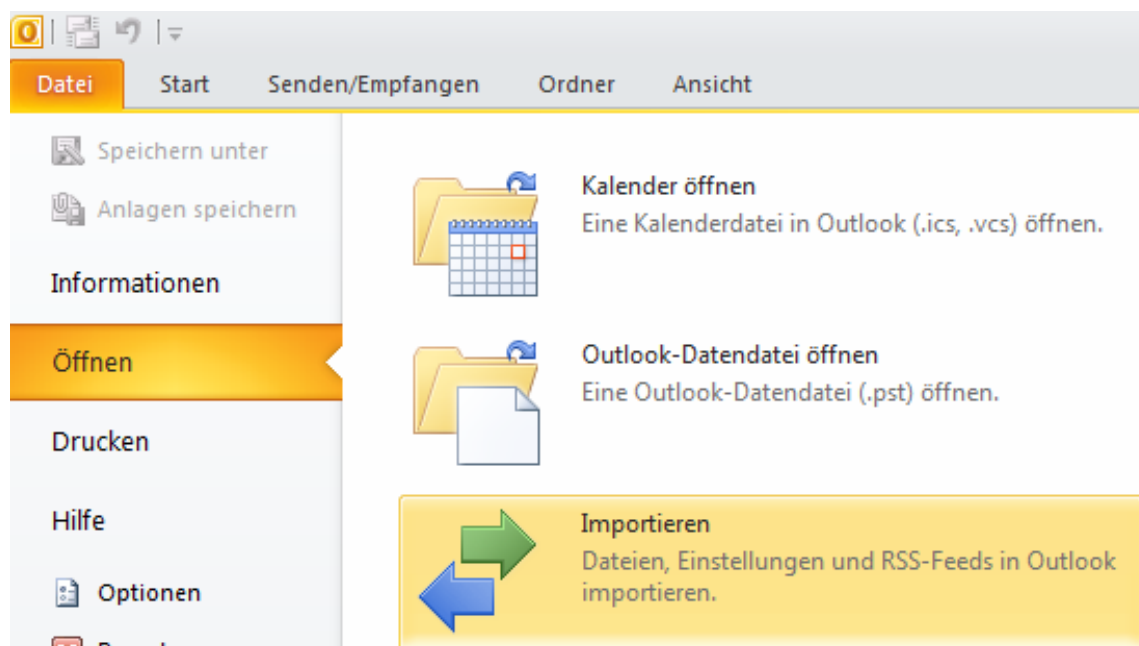 Datei Start Senden/Empfangen Ordner Ansicht
Speichern unter
Anlagen speichern
Informationen
Öffnen
Drucken
Hilfe
Optionen
Kalender öffnen
Eine Kalenderdatei in Outlook (.ics, .vcs) öffnen.
Outlook-Datendatei öffnen
Eine Outlook-Datendatei (.pst) öffnen.
Importieren
Dateien, Einstellungen und RSS-Feeds in Outlook
importieren.